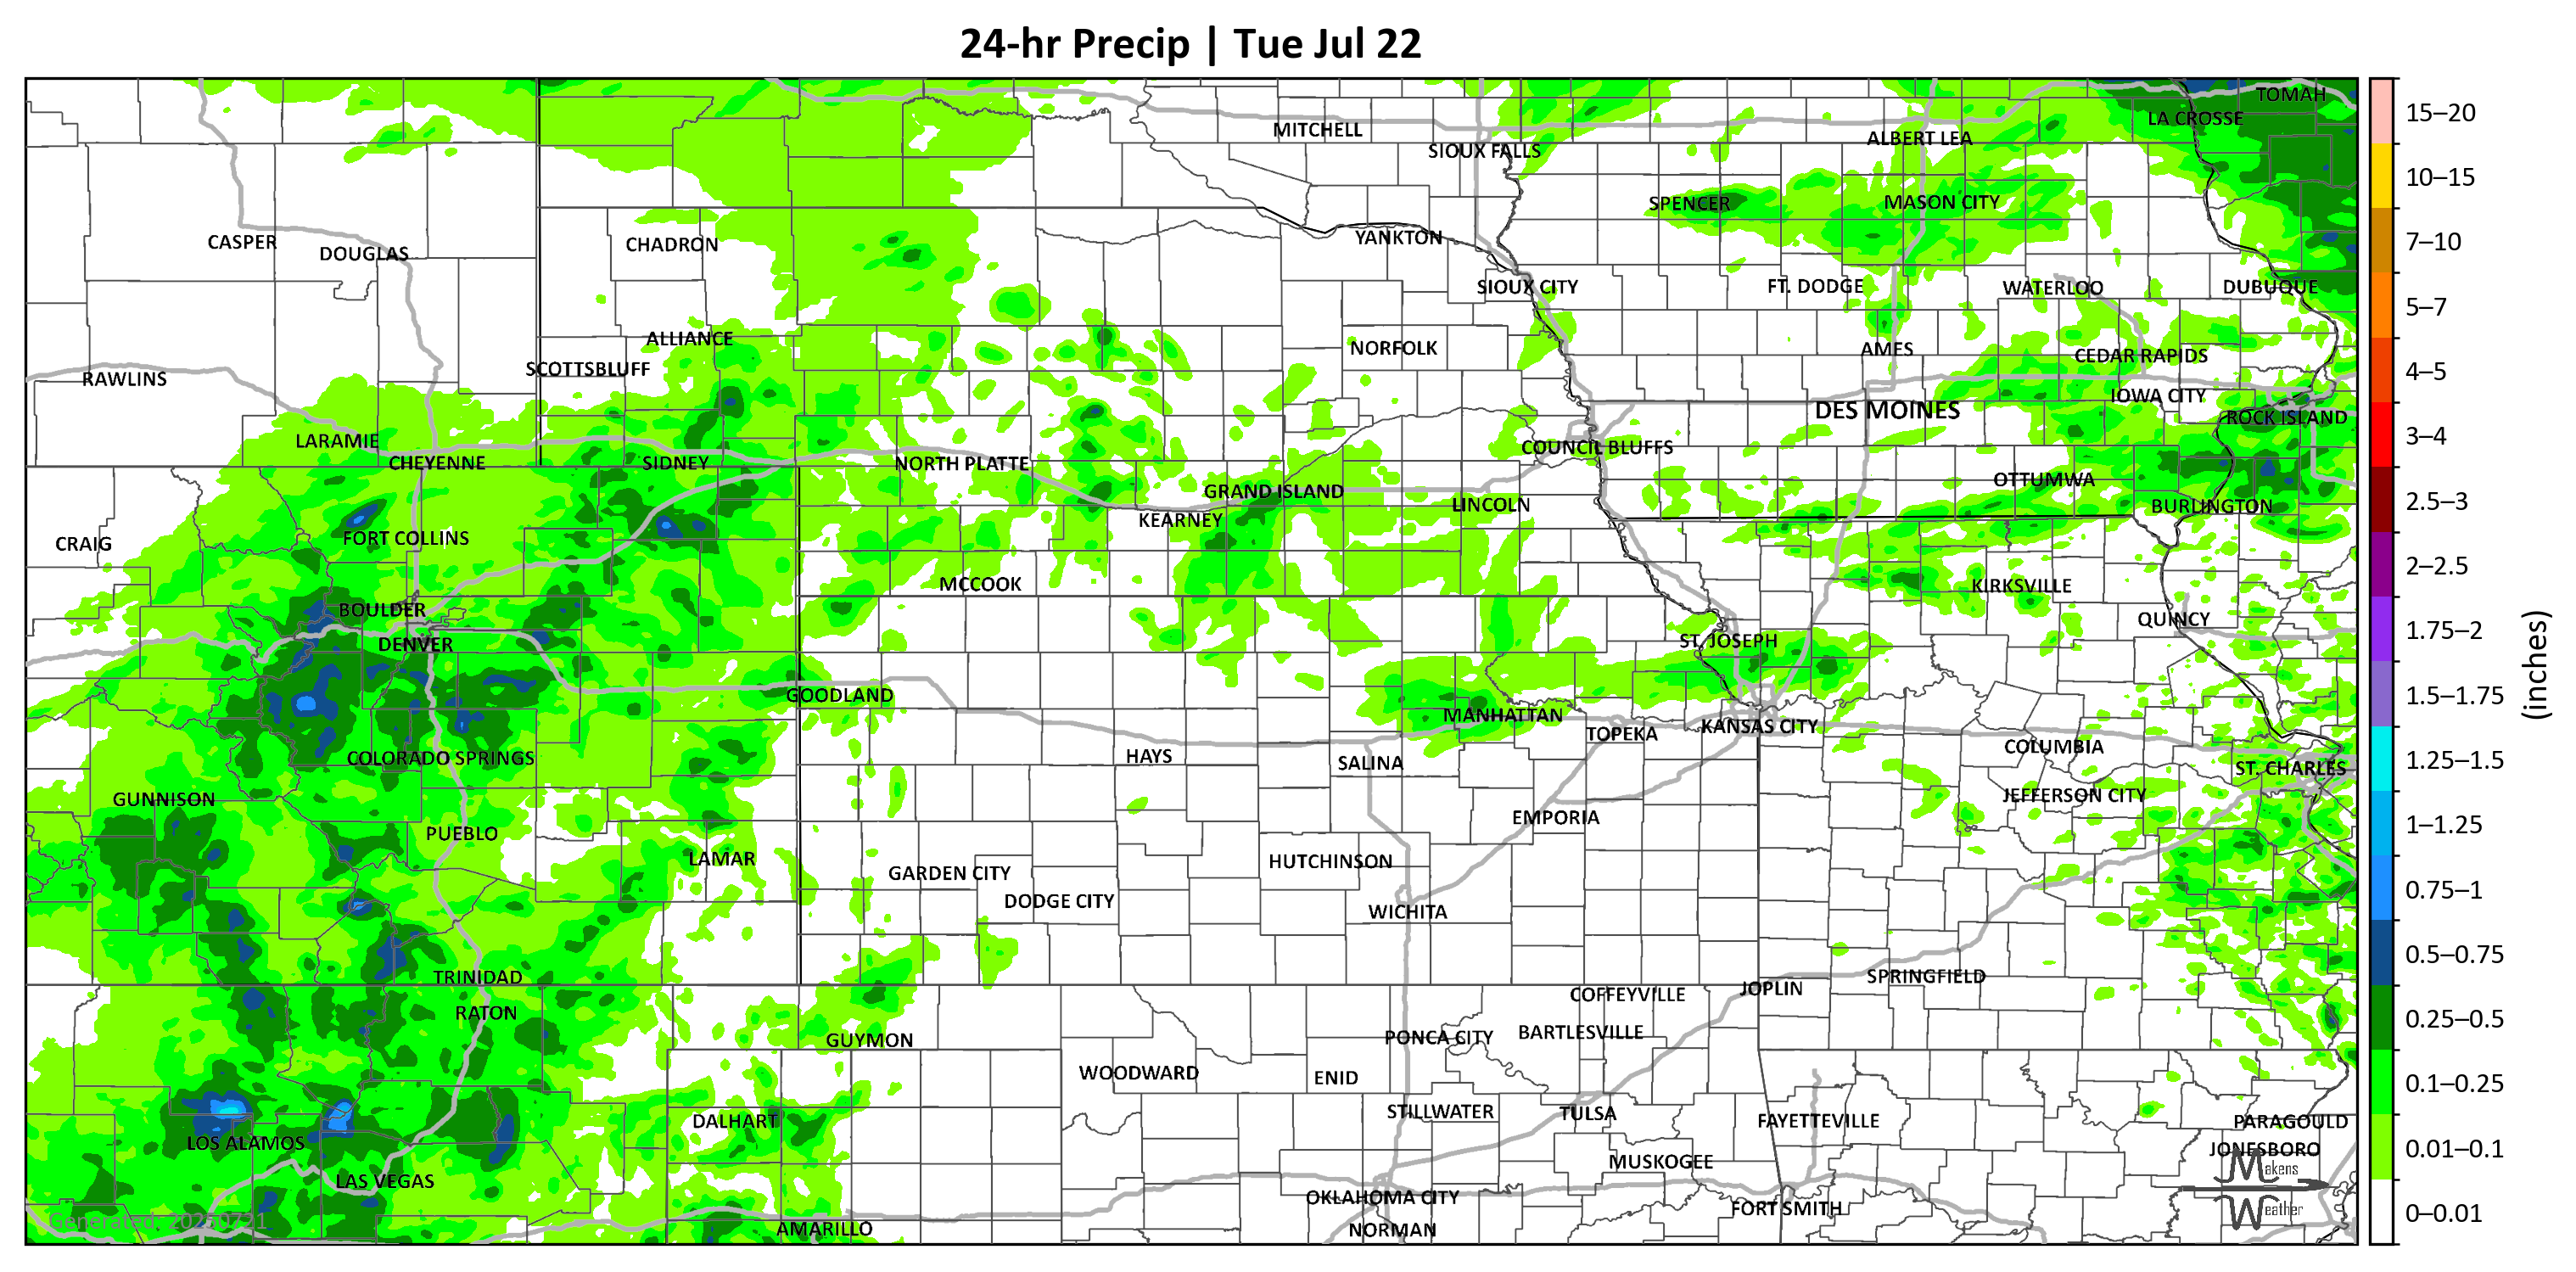 24-hr Precip | Tue Jul 22
TOMAH
LA CROSSE
MITCHELL
ALBERT LEA
SIOUX FALLS
SPENCER
MASON CITY
YANKTON
CASPER
CHADRON
DOUGLAS
SIOUX CITY
FT. DODGE
WATERLOO
DUBUQUE
ALLIANCE
NORFOLK
AMES
CEDAR RAPIDS
SCOTTSBLUFF
RAWLINS
IOWA CITY
DES MOINES
ROCK ISLAND
LARAMIE
COUNCIL BLUFFS
CHEYENNE
SIDNEY
NORTH PLATTE
OTTUMWA
GRAND ISLAND
LINCOLN
BURLINGTON
KEARNEY
FORT COLLINS
CRAIG
MCCOOK
KIRKSVILLE
BOULDER
QUINCY
DENVER
ST. JOSEPH
GOODLAND
MANHATTAN
KANSAS CITY
TOPEKA
COLUMBIA
COLORADO SPRINGS
HAYS
SALINA
ST. CHARLES
GUNNISON
JEFFERSON CITY
EMPORIA
PUEBLO
LAMAR
HUTCHINSON
GARDEN CITY
DODGE CITY
WICHITA
TRINIDAD
SPRINGFIELD
JOPLIN
COFFEYVILLE
RATON
BARTLESVILLE
PONCA CITY
GUYMON
WOODWARD
ENID
STILLWATER
TULSA
DALHART
FAYETTEVILLE
PARAGOULD
LOS ALAMOS
JONESBORO
MUSKOGEE
LAS VEGAS
OKLAHOMA CITY
FORT SMITH
AMARILLO
NORMAN
Generated: 20250721
Makens
Weather
15–20
10–15
7–10
5–7
4–5
3–4
2.5–3
2–2.5
1.75–2
1.5–1.75
1.25–1.5
1–1.25
0.75–1
0.5–0.75
0.25–0.5
0.1–0.25
0.01–0.1
0–0.01
(inches)